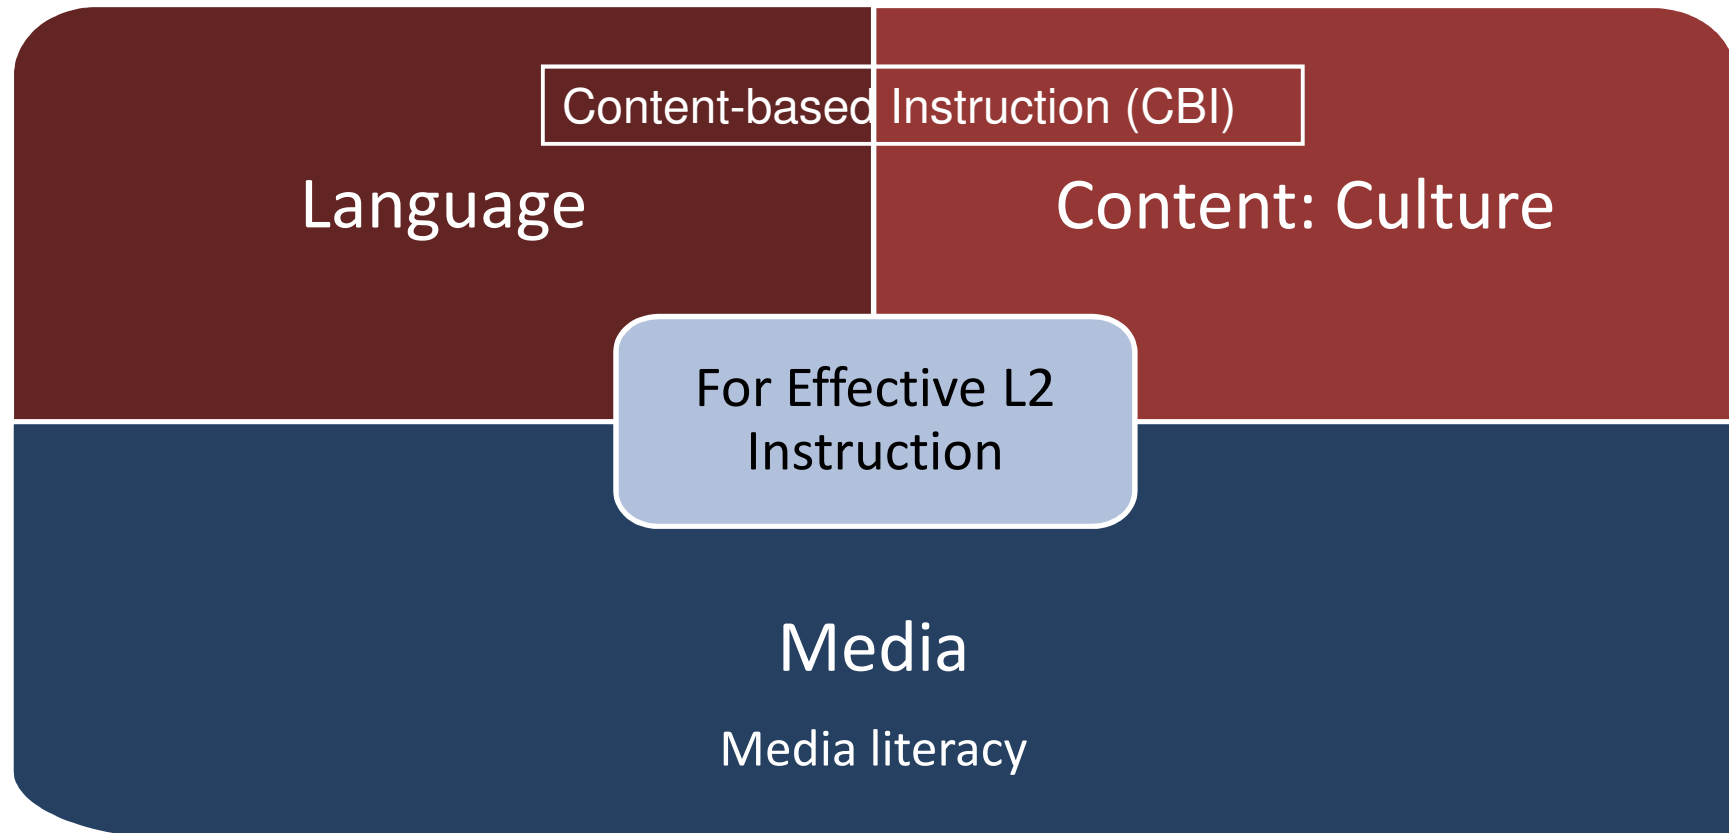 Content-based Instruction (CBI)
Language
Content: Culture
For Effective L2
Instruction
Media
Media literacy